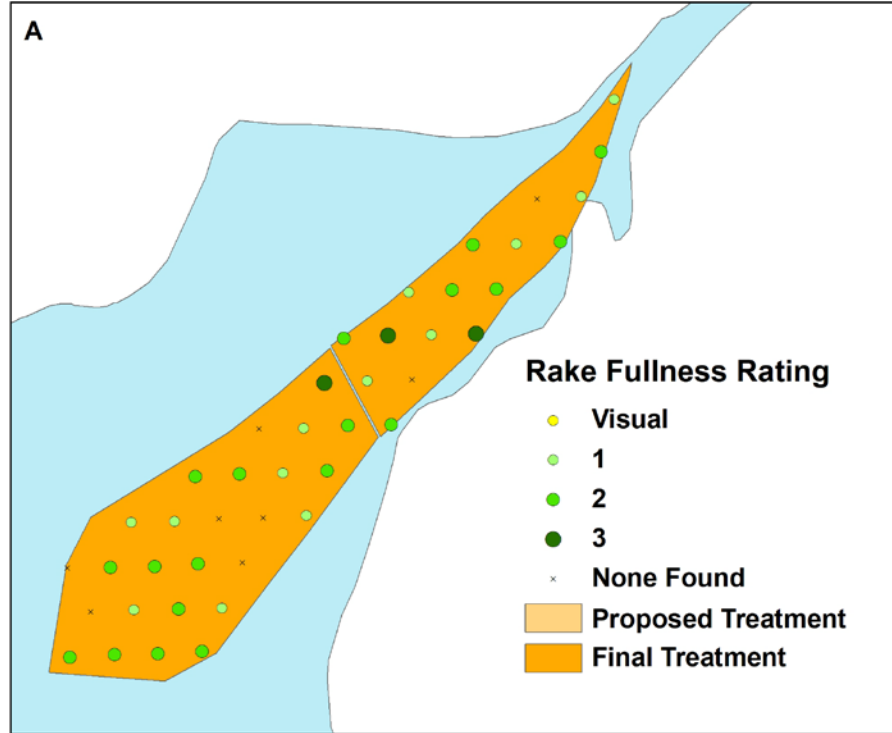 A
Rake Fullness Rating
Visual
1
2
3
None Found
Proposed Treatment
Final Treatment